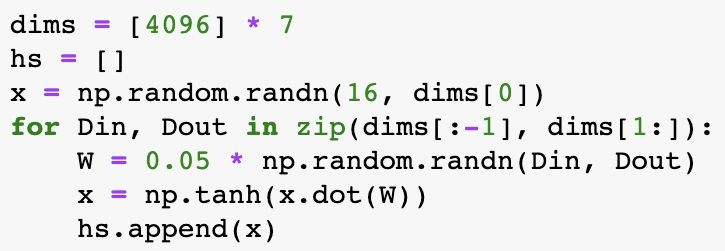 dims = [4096] * 7
hs = []
x = np.random.randn(16, dims[0])
for Din, Dout in zip(dims[:-1], dims[1:]):
    W = 0.05 * np.random.randn(Din, Dout)
    x = np.tanh(x.dot(W))
    hs.append(x)